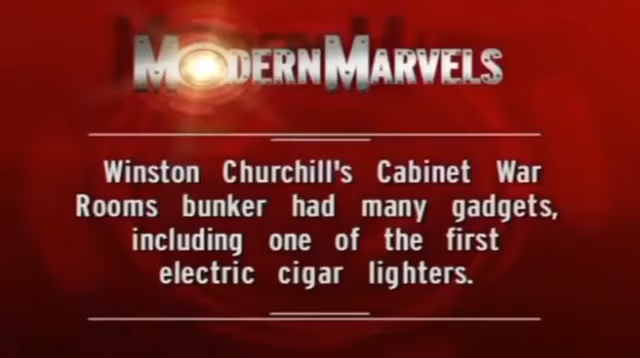 MODERN MARVELS
Winston Churchill's Cabinet War
Rooms bunker had many gadgets,
including one of the first
electric cigar lighters.